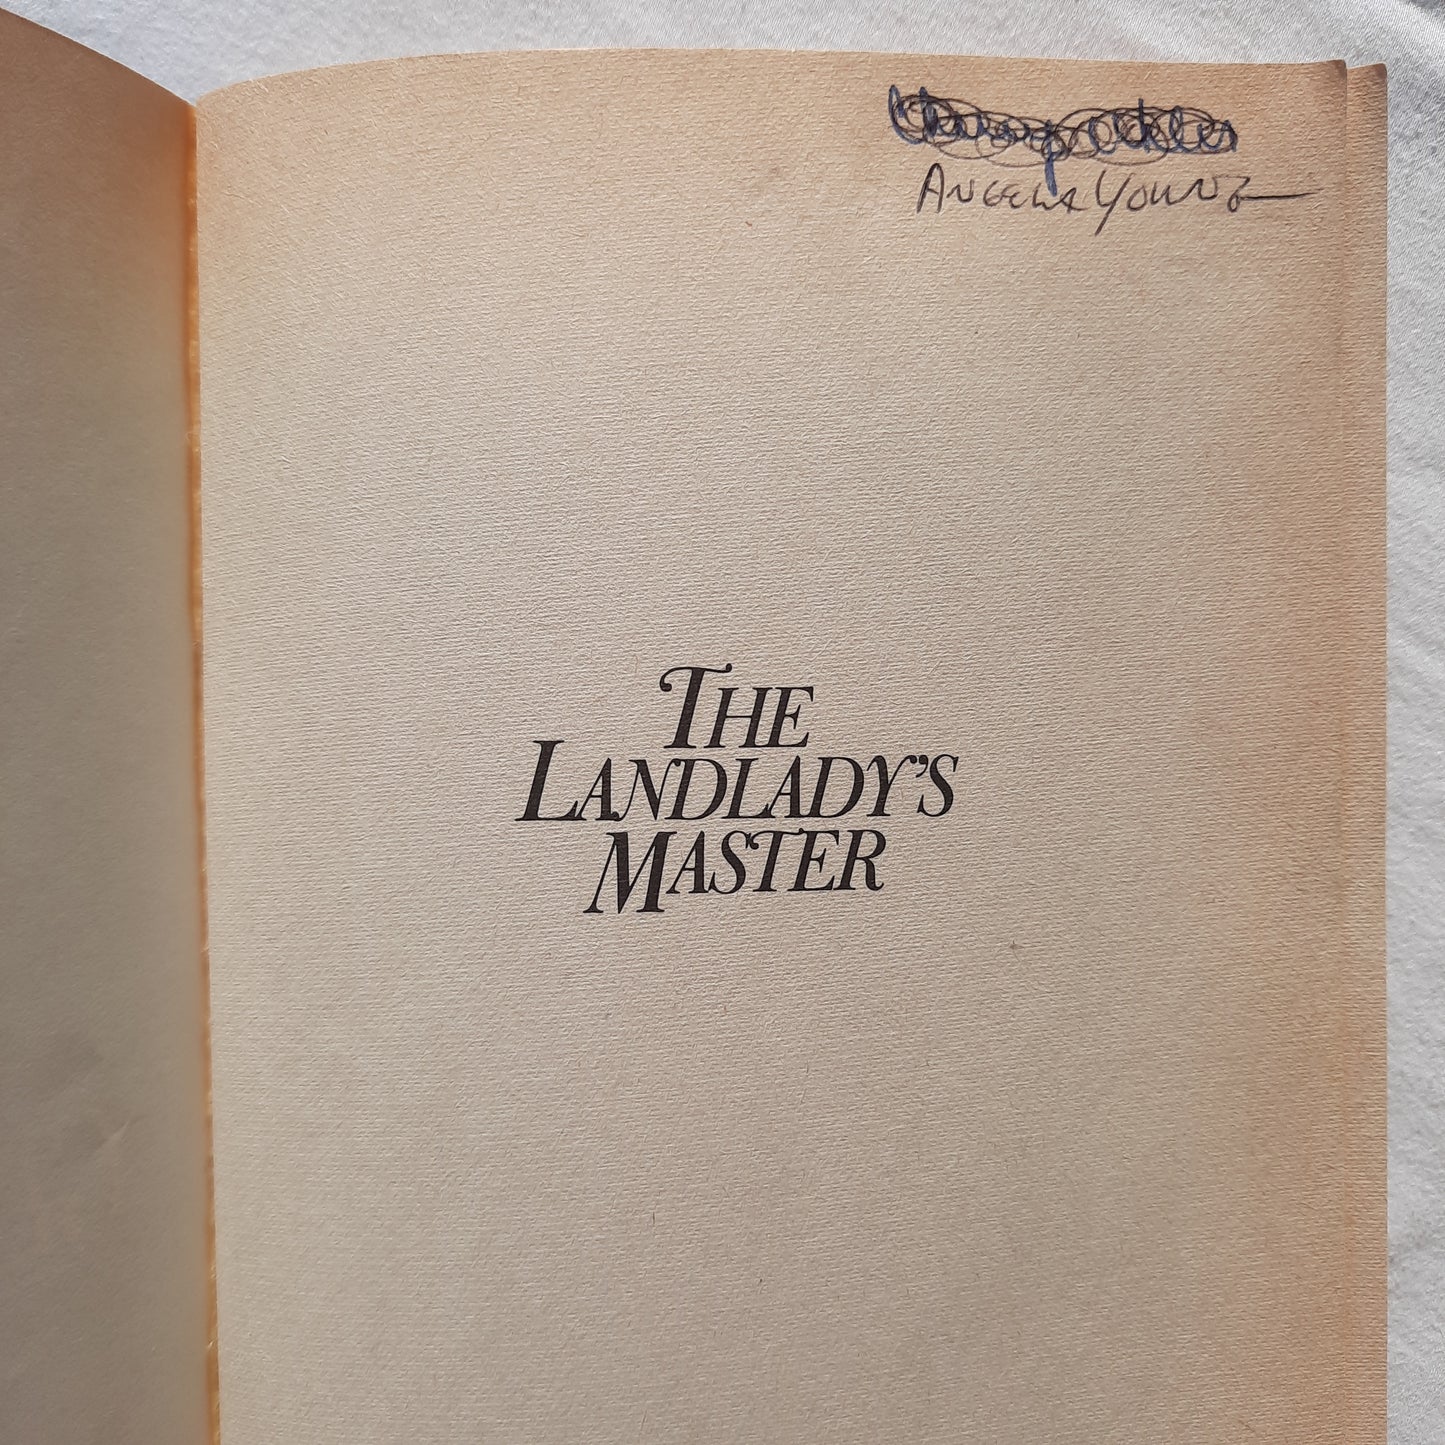 ANGELA YOUNG
THE
LANDLADY'S
MASTER